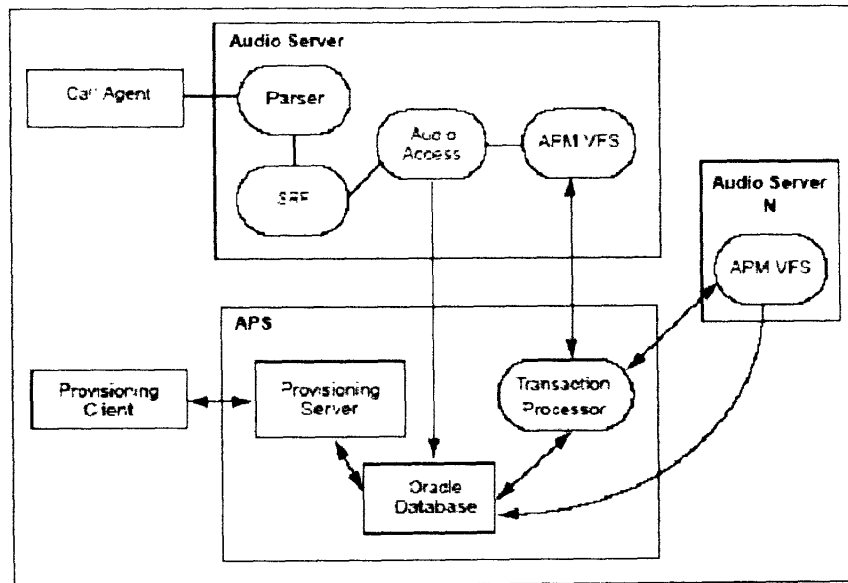 Audio Server
Call Agent
Parser
Audio
Access
APM VFS
Audio Server
N
APM VFS
APS
Provisioning
Client
Provisioning
Server
Transaction
Processor
Oracle
Database